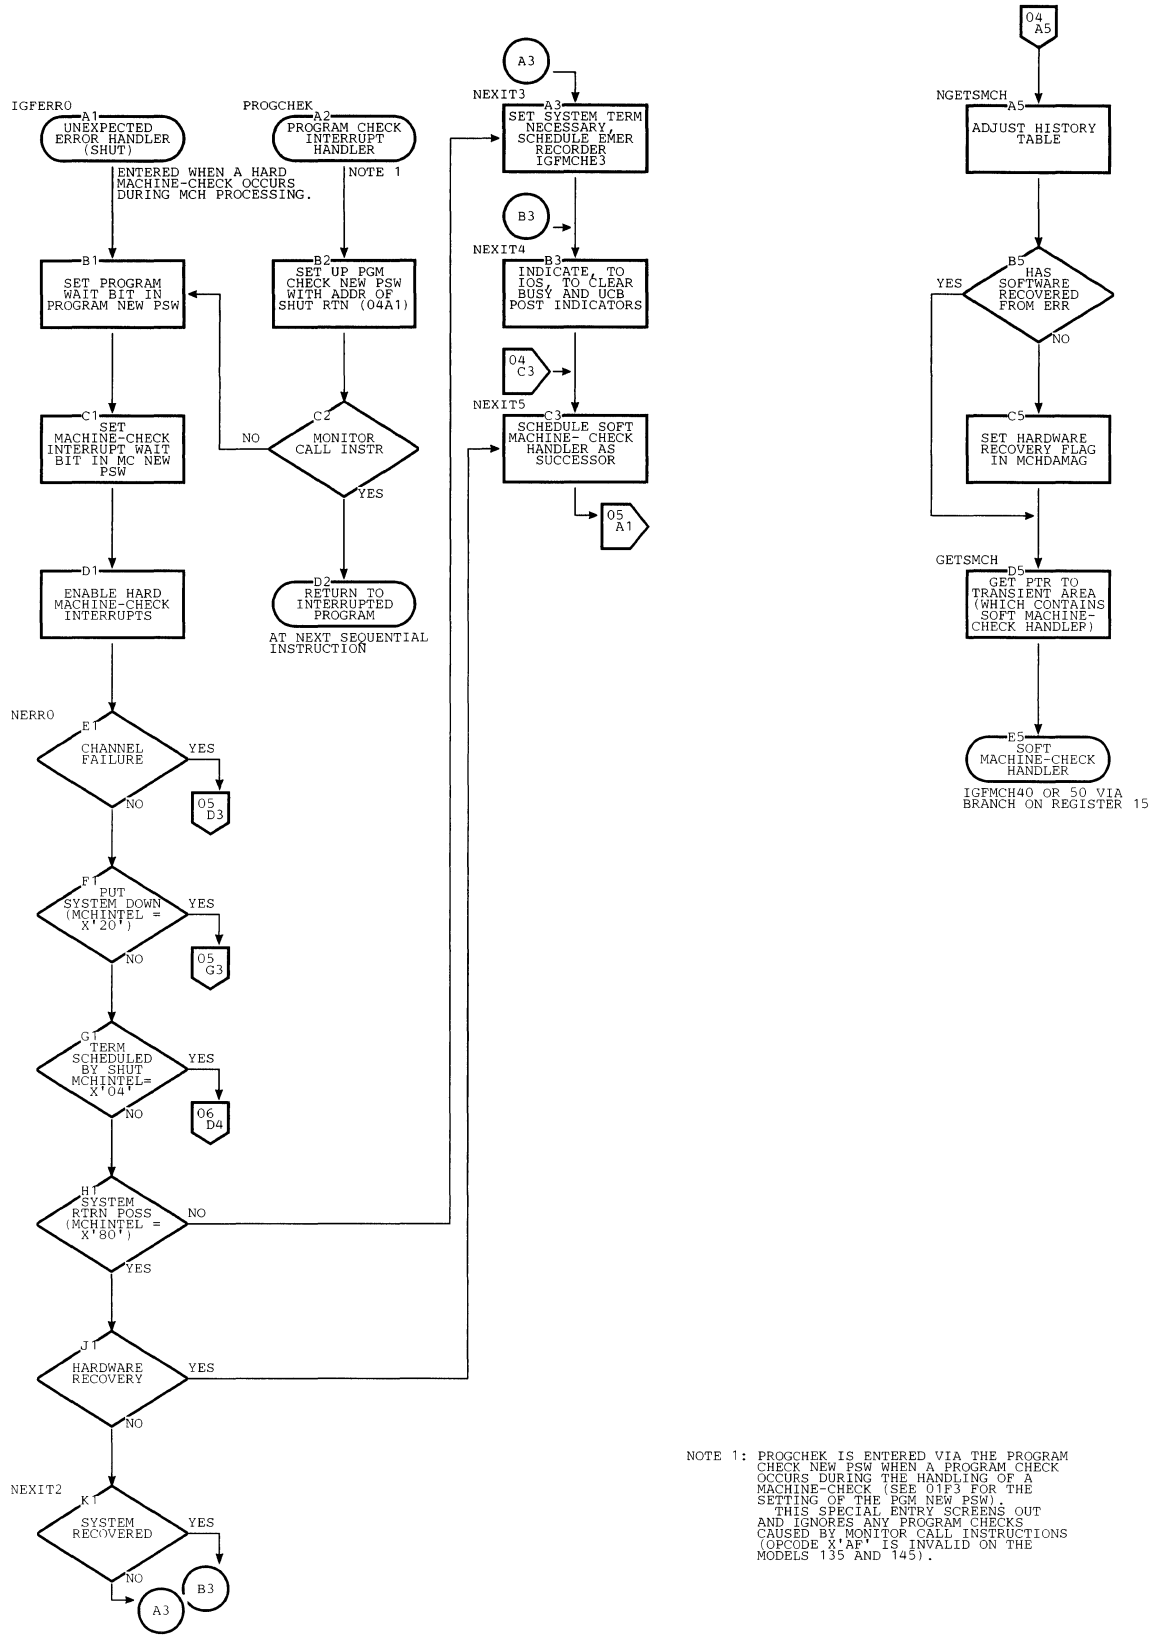 IGFERR0
A1
UNEXPECTED
ERROR HANDLER
(SHUT)
ENTERED WHEN A HARD
MACHINE-CHECK OCCURS
DURING MCH PROCESSING.
B1
SET PROGRAM
WAIT BIT IN
PROGRAM NEW PSW
C1
SET
MACHINE-CHECK
INTERRUPT WAIT
BIT IN MC NEW
PSW
D1
ENABLE HARD
MACHINE-CHECK
INTERRUPTS
NERR0
E1
CHANNEL
FAILURE
YES
05
D3
NO
F1
PUT
SYSTEM DOWN
(MCHINTEL =
X'20')
YES
05
G3
NO
G1
TERM
SCHEDULED
BY SHUT
MCHINTEL=
X'04'
YES
06
D4
NO
H1
SYSTEM
RTRN POSS
(MCHINTEL =
X'80')
NO
YES
J1
HARDWARE
RECOVERY
YES
NO
NEXIT2
K1
SYSTEM
RECOVERED
YES
B3
NO
A3
PROGCHEK
A2
PROGRAM CHECK
INTERRUPT
HANDLER
NOTE 1
B2
SET UP PGM
CHECK NEW PSW
WITH ADDR OF
SHUT RTN (04A1)
C2
MONITOR
CALL INSTR
NO
YES
D2
RETURN TO
INTERRUPTED
PROGRAM
AT NEXT SEQUENTIAL
INSTRUCTION
A3
NEXIT3
A3
SET SYSTEM TERM
NECESSARY,
SCHEDULE EMER
RECORDER
IGFMCHE3
B3
NEXIT4
B3
INDICATE, TO
IOS, TO CLEAR
BUSY AND UCB
POST INDICATORS
04
C3
NEXIT5
C3
SCHEDULE SOFT
MACHINE- CHECK
HANDLER AS
SUCCESSOR
05
A1
04
A5
NGETSMCH
A5
ADJUST HISTORY
TABLE
B5
HAS
SOFTWARE
RECOVERED
FROM ERR
YES
NO
C5
SET HARDWARE
RECOVERY FLAG
IN MCHDAMAG
GETSMCH
D5
GET PTR TO
TRANSIENT AREA
(WHICH CONTAINS
SOFT MACHINE-
CHECK HANDLER)
E5
SOFT
MACHINE-CHECK
HANDLER
IGFMCH40 OR 50 VIA
BRANCH ON REGISTER 15
NOTE 1: PROGCHEK IS ENTERED VIA THE PROGRAM
CHECK NEW PSW WHEN A PROGRAM CHECK
OCCURS DURING THE HANDLING OF A
MACHINE-CHECK (SEE 01F3 FOR THE
SETTING OF THE PGM NEW PSW).
THIS SPECIAL ENTRY SCREENS OUT
AND IGNORES ANY PROGRAM CHECKS
CAUSED BY MONITOR CALL INSTRUCTIONS
(OPCODE X'AF' IS INVALID ON THE
MODELS 135 AND 145).